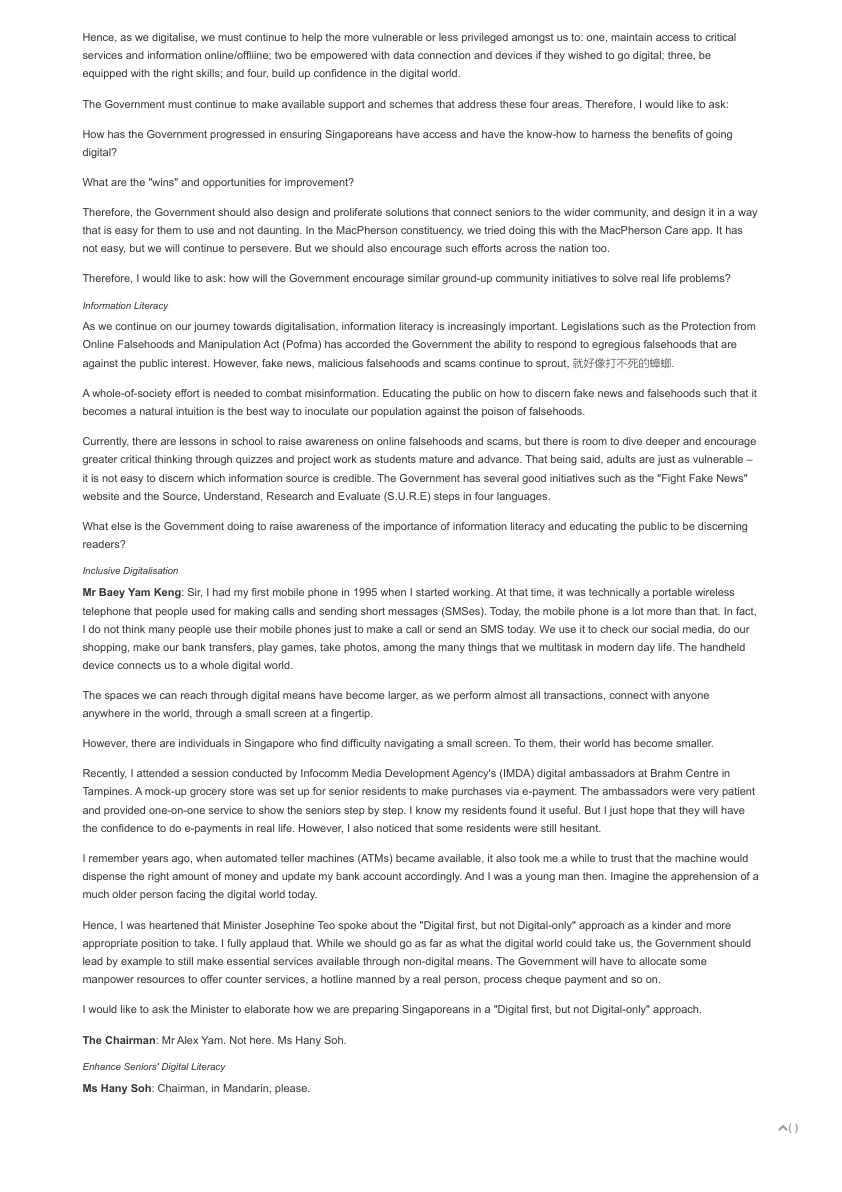 Hence, as we digitalise, we must continue to help the more vulnerable or less privileged amongst us to: one, maintain access to critical
services and information online/offliine; two be empowered with data connection and devices if they wished to go digital; three, be
equipped with the right skills; and four, build up confidence in the digital world.
The Government must continue to make available support and schemes that address these four areas. Therefore, I would like to ask:
How has the Government progressed in ensuring Singaporeans have access and have the know-how to harness the benefits of going
digital?
What are the "wins" and opportunities for improvement?
Therefore, the Government should also design and proliferate solutions that connect seniors to the wider community, and design it in a way
that is easy for them to use and not daunting. In the MacPherson constituency, we tried doing this with the MacPherson Care app. It has
not easy, but we will continue to persevere. But we should also encourage such efforts across the nation too.
Therefore, I would like to ask: how will the Government encourage similar ground-up community initiatives to solve real life problems?
Information Literacy
As we continue on our journey towards digitalisation, information literacy is increasingly important. Legislations such as the Protection from
Online Falsehoods and Manipulation Act (Pofma) has accorded the Government the ability to respond to egregious falsehoods that are
against the public interest. However, fake news, malicious falsehoods and scams continue to sprout, 就好像打不死的蟑螂.
A whole-of-society effort is needed to combat misinformation. Educating the public on how to discern fake news and falsehoods such that it
becomes a natural intuition is the best way to inoculate our population against the poison of falsehoods.
Currently, there are lessons in school to raise awareness on online falsehoods and scams, but there is room to dive deeper and encourage
greater critical thinking through quizzes and project work as students mature and advance. That being said, adults are just as vulnerable –
it is not easy to discern which information source is credible. The Government has several good initiatives such as the "Fight Fake News"
website and the Source, Understand, Research and Evaluate (S.U.R.E) steps in four languages.
What else is the Government doing to raise awareness of the importance of information literacy and educating the public to be discerning
readers?
Inclusive Digitalisation
Mr Baey Yam Keng: Sir, I had my first mobile phone in 1995 when I started working. At that time, it was technically a portable wireless
telephone that people used for making calls and sending short messages (SMSes). Today, the mobile phone is a lot more than that. In fact,
I do not think many people use their mobile phones just to make a call or send an SMS today. We use it to check our social media, do our
shopping, make our bank transfers, play games, take photos, among the many things that we multitask in modern day life. The handheld
device connects us to a whole digital world.
The spaces we can reach through digital means have become larger, as we perform almost all transactions, connect with anyone
anywhere in the world, through a small screen at a fingertip.
However, there are individuals in Singapore who find difficulty navigating a small screen. To them, their world has become smaller.
Recently, I attended a session conducted by Infocomm Media Development Agency's (IMDA) digital ambassadors at Brahm Centre in
Tampines. A mock-up grocery store was set up for senior residents to make purchases via e-payment. The ambassadors were very patient
and provided one-on-one service to show the seniors step by step. I know my residents found it useful. But I just hope that they will have
the confidence to do e-payments in real life. However, I also noticed that some residents were still hesitant.
I remember years ago, when automated teller machines (ATMs) became available, it also took me a while to trust that the machine would
dispense the right amount of money and update my bank account accordingly. And I was a young man then. Imagine the apprehension of a
much older person facing the digital world today.
Hence, I was heartened that Minister Josephine Teo spoke about the "Digital first, but not Digital-only" approach as a kinder and more
appropriate position to take. I fully applaud that. While we should go as far as what the digital world could take us, the Government should
lead by example to still make essential services available through non-digital means. The Government will have to allocate some
manpower resources to offer counter services, a hotline manned by a real person, process cheque payment and so on.
I would like to ask the Minister to elaborate how we are preparing Singaporeans in a "Digital first, but not Digital-only" approach.
The Chairman: Mr Alex Yam. Not here. Ms Hany Soh.
Enhance Seniors' Digital Literacy
Ms Hany Soh: Chairman, in Mandarin, please.
( )